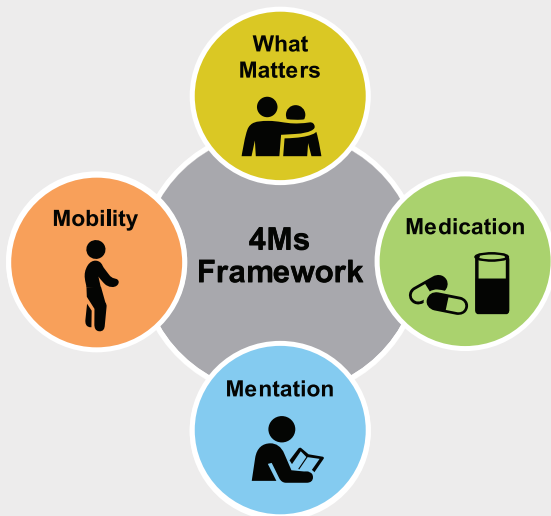 What
Matters
Mobility
4Ms
Framework
Medication
Mentation